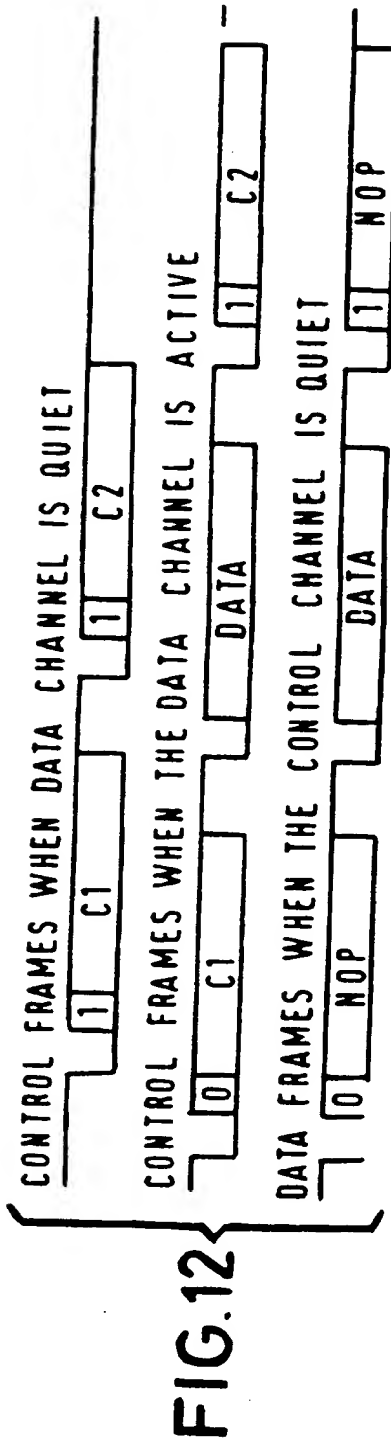 CONTROL FRAMES WHEN DATA CHANNEL IS QUIET
1 C1 1 C2
CONTROL FRAMES WHEN THE DATA CHANNEL IS ACTIVE
0 C1 DATA 1 C2
DATA FRAMES WHEN THE CONTROL CHANNEL IS QUIET
0 NOP DATA 1 NOP
FIG.12